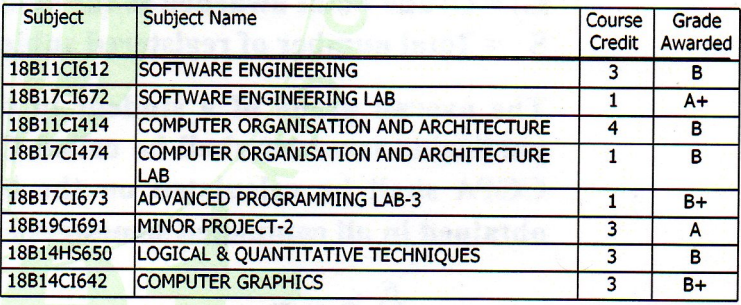 Subject Subject Name Course Grade
Credit Awarded
18B11CI612 SOFTWARE ENGINEERING 3 B
18B17CI672 SOFTWARE ENGINEERING LAB 1 A+
18B11CI414 COMPUTER ORGANISATION AND ARCHITECTURE 4 B
18B17CI474 COMPUTER ORGANISATION AND ARCHITECTURE 1 B
LAB
18B17CI673 ADVANCED PROGRAMMING LAB-3 1 B+
18B19CI691 MINOR PROJECT-2 3 A
18B14HS650 LOGICAL & QUANTITATIVE TECHNIQUES 3 B
18B14CI642 COMPUTER GRAPHICS 3 B+